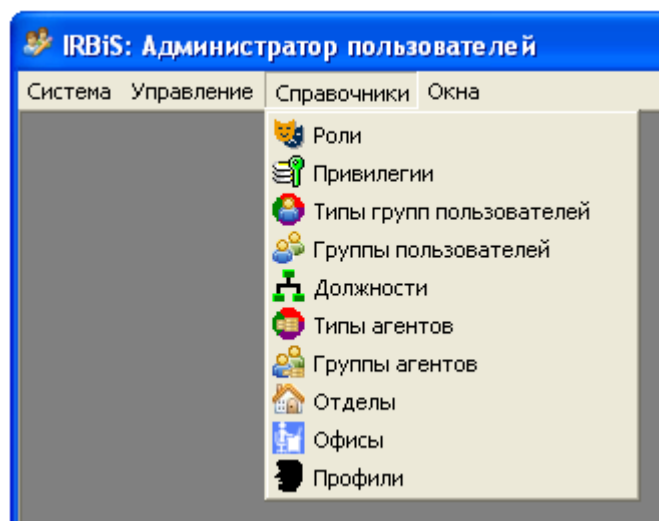 IRBiS: Администратор пользователей
Система Управление Справочники Окна
Роли
Привилегии
Типы групп пользователей
Группы пользователей
Должности
Типы агентов
Группы агентов
Отделы
Офисы
Профили